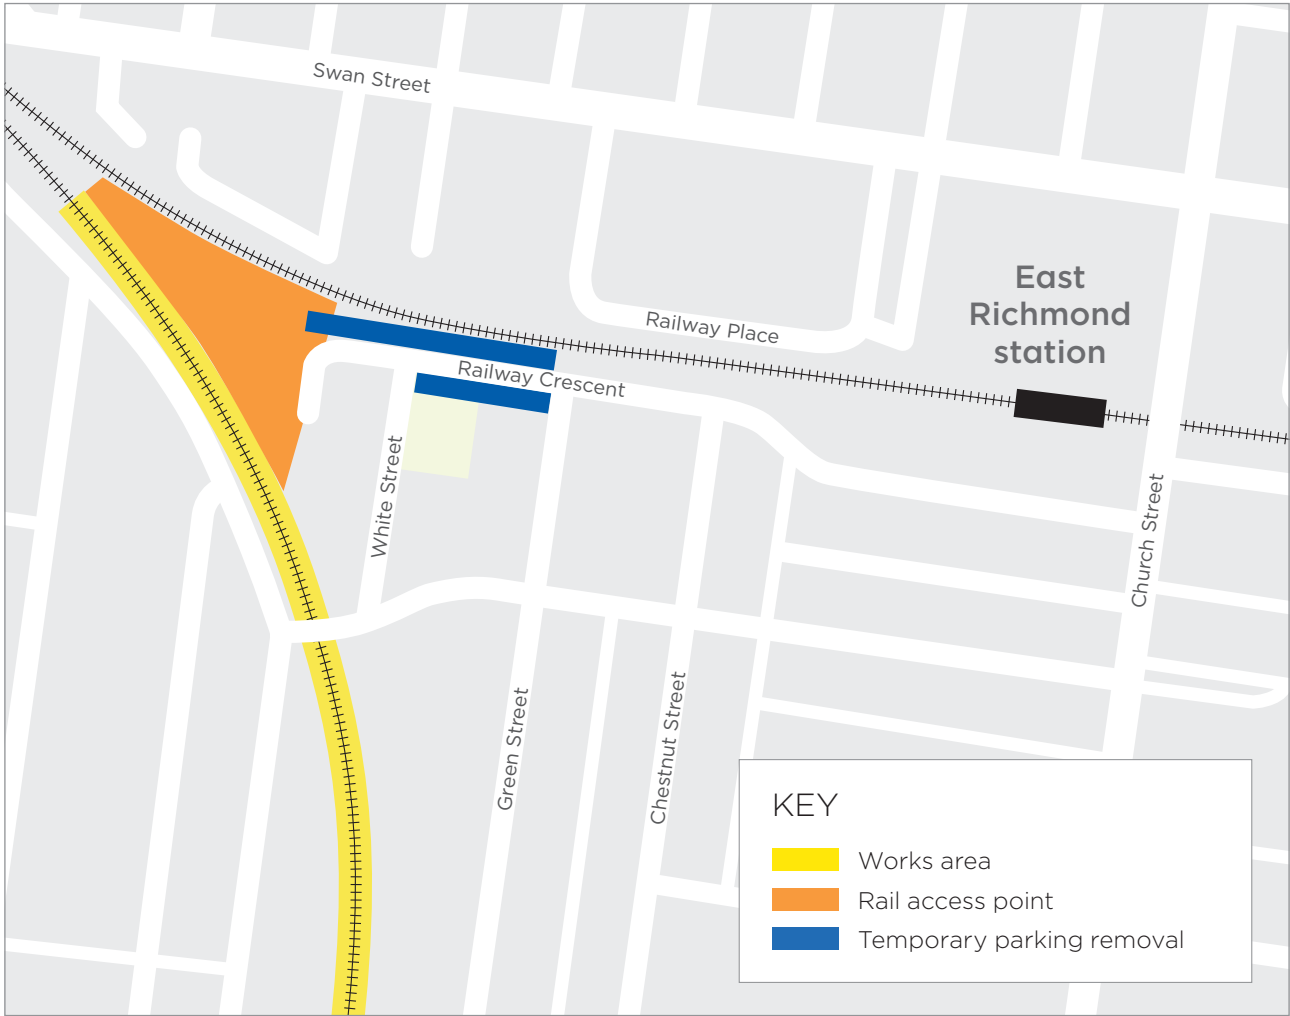 Swan Street
East
Richmond
station
Railway Place
Railway Crescent
White Street
Church Street
Green Street
Chestnut Street
KEY
Works area
Rail access point
Temporary parking removal